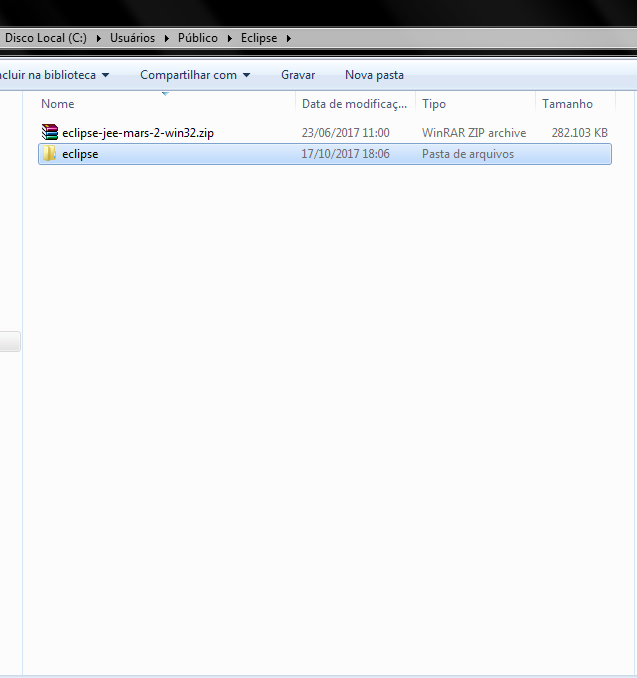 Disco Local (C:) Usuários Público Eclipse
cluir na biblioteca Compartilhar com Gravar Nova pasta
Nome Data de modificaç... Tipo Tamanho
eclipse-jee-mars-2-win32.zip 23/06/2017 11:00 WinRAR ZIP archive 282.103 KB
eclipse 17/10/2017 18:06 Pasta de arquivos